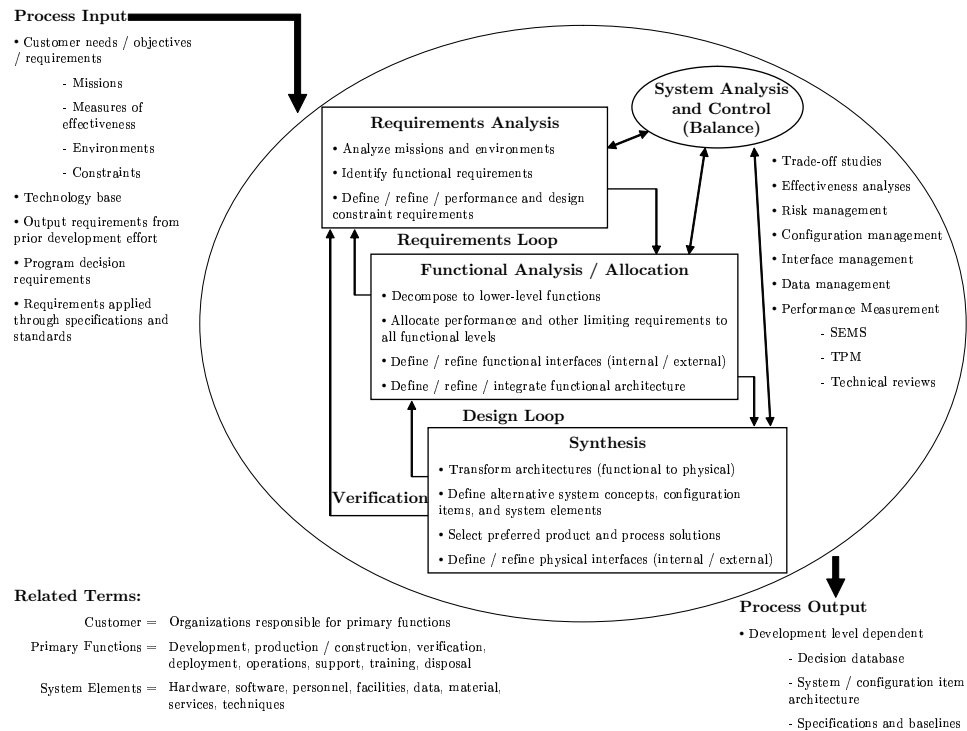 Process Input
• Customer needs / objectives
/ requirements
- Missions
- Measures of
effectiveness
- Environments
- Constraints
• Technology base
• Output requirements from
prior development effort
• Program decision
requirements
• Requirements applied
through specifications and
standards
System Analysis
and Control
(Balance)
Requirements Analysis
• Analyze missions and environments
• Identify functional requirements
• Define / refine / performance and design
constraint requirements
• Trade-off studies
• Effectiveness analyses
• Risk management
• Configuration management
• Interface management
• Data management
• Performance Measurement
- SEMS
- TPM
- Technical reviews
Requirements Loop
Functional Analysis / Allocation
• Decompose to lower-level functions
• Allocate performance and other limiting requirements to
all functional levels
• Define / refine functional interfaces (internal / external)
• Define / refine / integrate functional architecture
Design Loop
Synthesis
• Transform architectures (functional to physical)
• Define alternative system concepts, configuration
items, and system elements
• Select preferred product and process solutions
• Define / refine physical interfaces (internal / external)
Verification
Related Terms:
Customer = Organizations responsible for primary functions
Primary Functions = Development, production / construction, verification,
deployment, operations, support, training, disposal
System Elements = Hardware, software, personnel, facilities, data, material,
services, techniques
Process Output
• Development level dependent
- Decision database
- System / configuration item
architecture
- Specifications and baselines